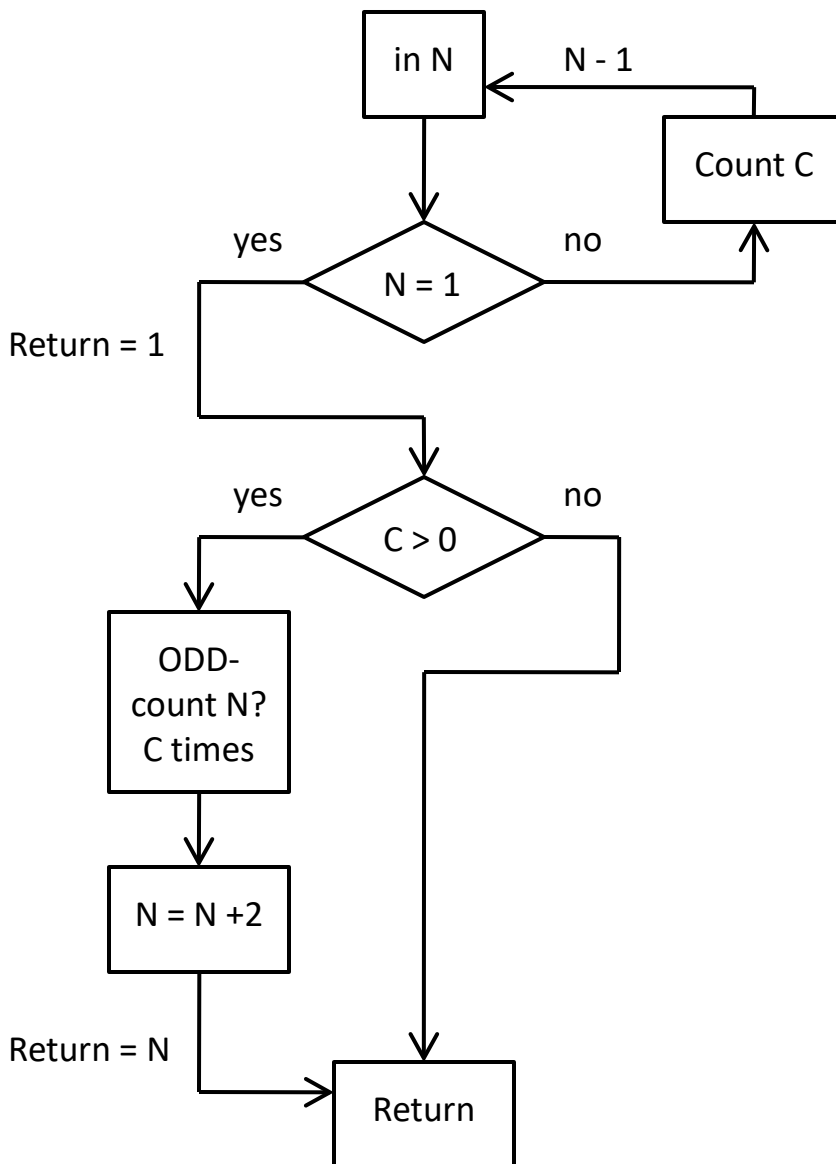 in N
N - 1
Count C
yes
no
N = 1
Return = 1
yes
no
C > 0
ODD-
count N?
C times
N = N +2
Return = N
Return